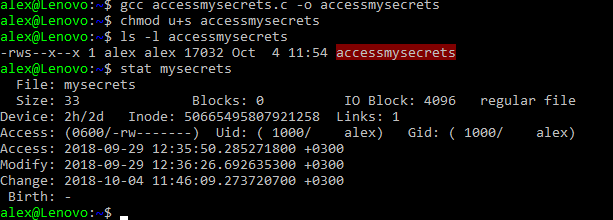 alex@Lenovo:~$ gcc accessmysecrets.c -o accessmysecrets
alex@Lenovo:~$ chmod u+s accessmysecrets
alex@Lenovo:~$ ls -l accessmysecrets
-rws--x--x 1 alex alex 17032 Oct  4 11:54 accessmysecrets
alex@Lenovo:~$ stat mysecrets
  File: mysecrets
  Size: 33              Blocks: 0          IO Block: 4096   regular file
Device: 2h/2d   Inode: 50665495807921258  Links: 1
Access: (0600/-rw-------)  Uid: ( 1000/    alex)   Gid: ( 1000/    alex)
Access: 2018-09-29 12:35:50.285271800 +0300
Modify: 2018-09-29 12:36:26.692635300 +0300
Change: 2018-10-04 11:46:09.273720700 +0300
 Birth: -
alex@Lenovo:~$